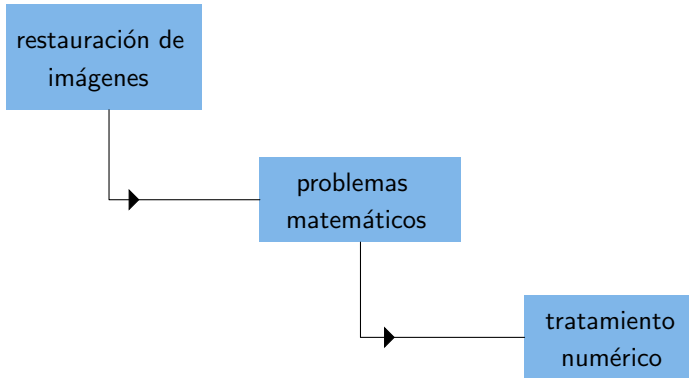 restauración de
imágenes
problemas
matemáticos
tratamiento
numérico